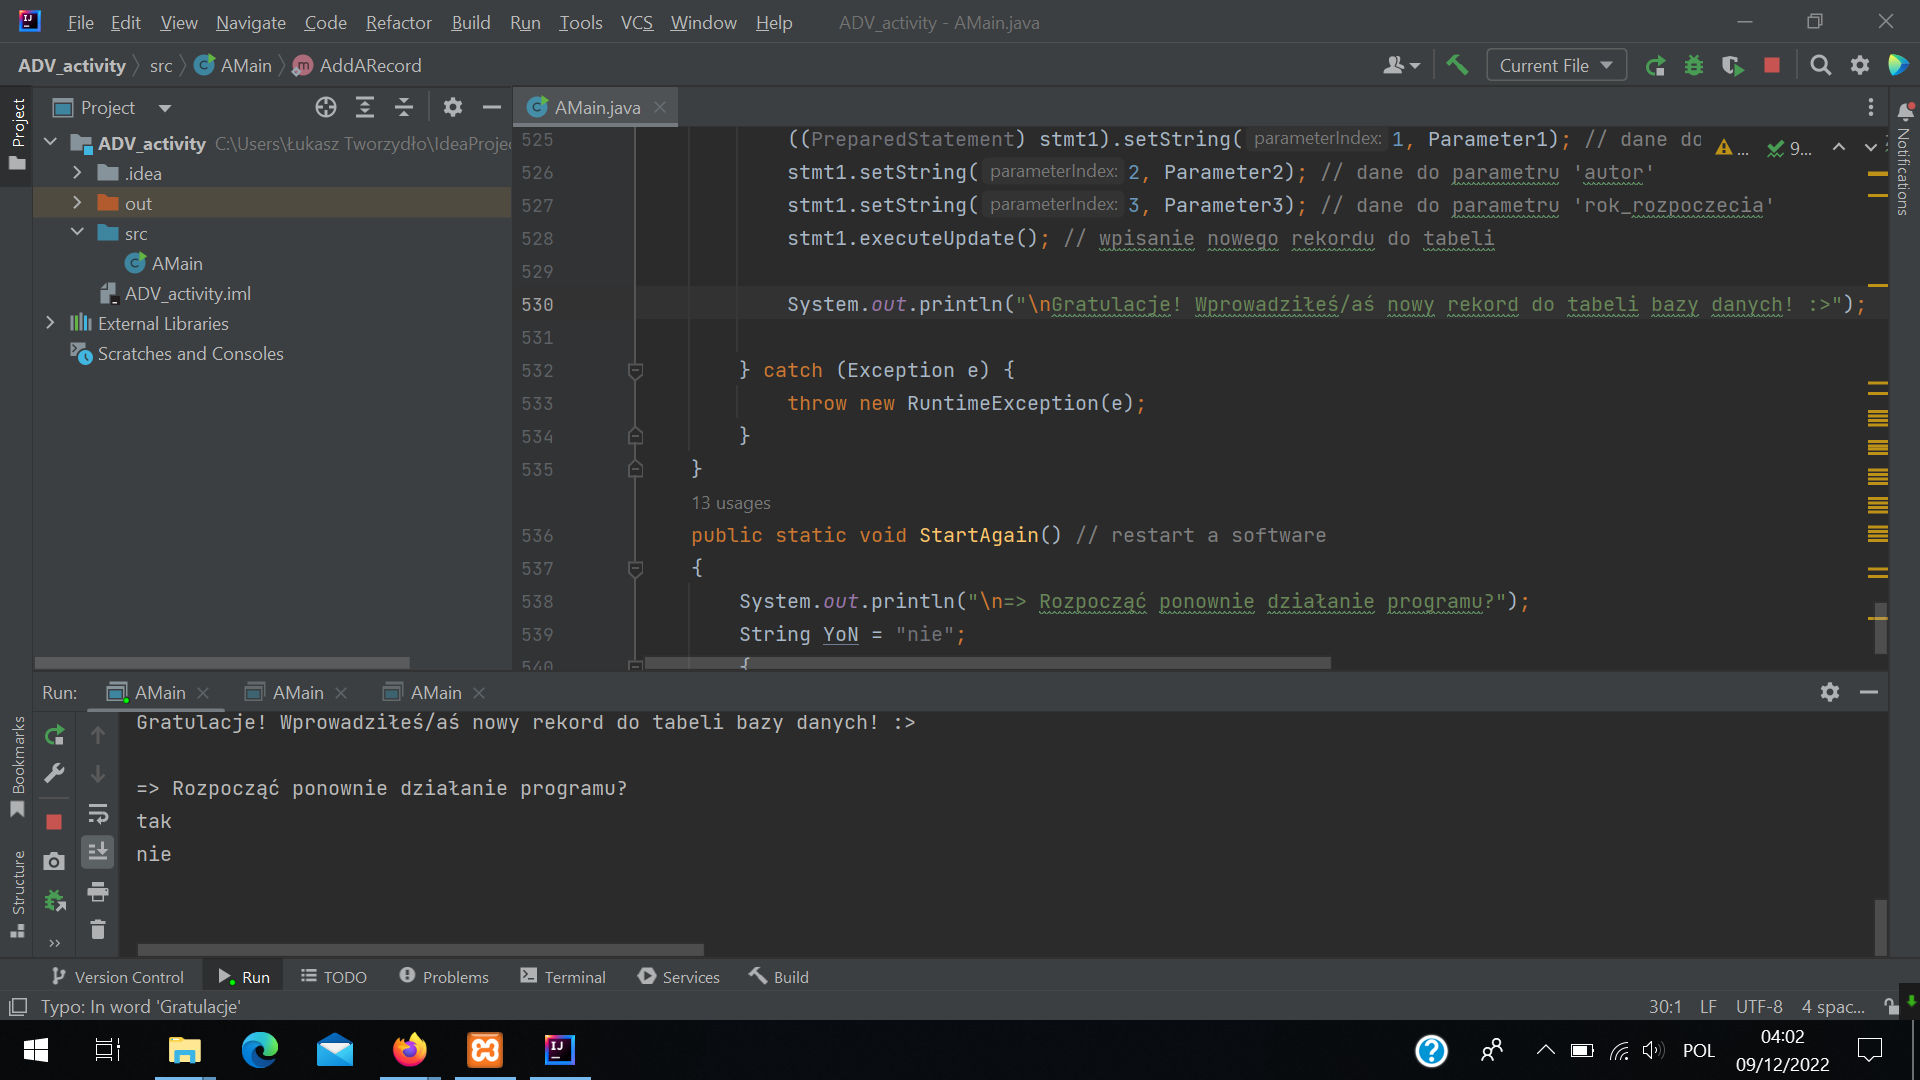 File Edit View Navigate Code Refactor Build Run Tools VCS Window Help ADV_activity - AMain.java
ADV_activity src AMain AddARecord Current File
Project AMain.java
ADV_activity C:\Users\Łukasz Tworzydło\IdeaProjec
.idea
out
src
AMain
ADV_activity.iml
External Libraries
Scratches and Consoles
525 ((PreparedStatement) stmt1).setString( parameterIndex: 1, Parameter1); // dane do ... 9...
526 stmt1.setString( parameterIndex: 2, Parameter2); // dane do parametru 'autor'
527 stmt1.setString( parameterIndex: 3, Parameter3); // dane do parametru 'rok_rozpoczecia'
528 stmt1.executeUpdate(); // wpisanie nowego rekordu do tabeli
529
530 System.out.println("\nGratulacje! Wprowadziłeś/aś nowy rekord do tabeli bazy danych! :>");
531
532 } catch (Exception e) {
533 throw new RuntimeException(e);
534 }
535 }
13 usages
536 public static void StartAgain() // restart a software
537 {
538 System.out.println("\n=> Rozpocząć ponownie działanie programu?");
539 String YoN = "nie";
540 {
Project
Bookmarks
Structure
Notifications
Run: AMain AMain AMain
Gratulacje! Wprowadziłeś/aś nowy rekord do tabeli bazy danych! :>
=> Rozpocząć ponownie działanie programu?
tak
nie
Version Control Run TODO Problems Terminal Services Build
Typo: In word 'Gratulacje' 30:1 LF UTF-8 4 spac...
POL 04:02
09/12/2022